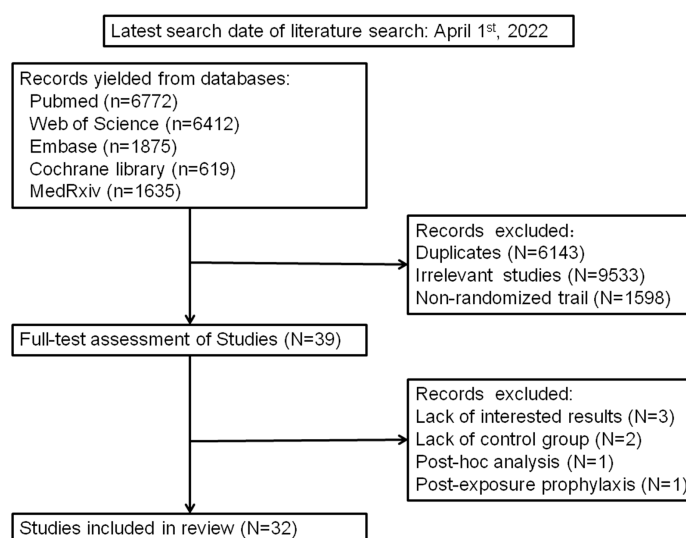 Latest search date of literature search: April 1st, 2022
Records yielded from databases:
Pubmed (n=6772)
Web of Science (n=6412)
Embase (n=1875)
Cochrane library (n=619)
MedRxiv (n=1635)
Records excluded:
Duplicates (N=6143)
Irrelevant studies (N=9533)
Non-randomized trail (N=1598)
Full-test assessment of Studies (N=39)
Records excluded:
Lack of interested results (N=3)
Lack of control group (N=2)
Post-hoc analysis (N=1)
Post-exposure prophylaxis (N=1)
Studies included in review (N=32)